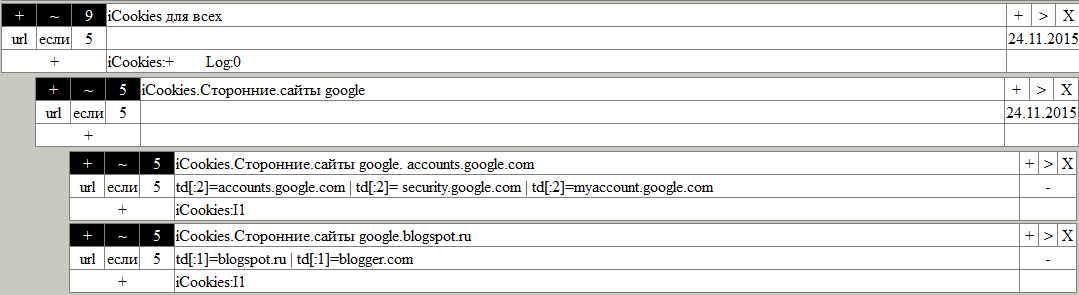 + ~ 9 iCookies для всех + > X
url если 5 24.11.2015
+ iCookies:+ Log:0
+ ~ 5 iCookies.Сторонние.сайты google + > X
url если 5 24.11.2015
+
+ ~ 5 iCookies.Сторонние.сайты google. accounts.google.com + > X
url если 5 td[:2]=accounts.google.com | td[:2]= security.google.com | td[:2]=myaccount.google.com -
+ iCookies:I1
+ ~ 5 iCookies.Сторонние.сайты google.blogspot.ru + > X
url если 5 td[:1]=blogspot.ru | td[:1]=blogger.com -
+ iCookies:I1